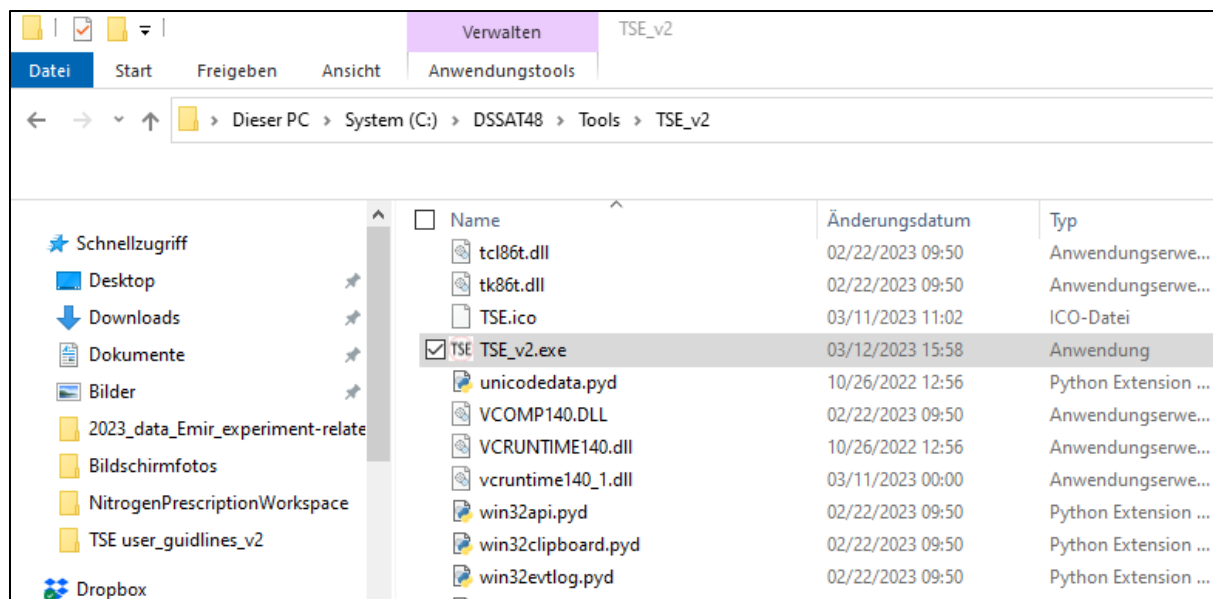 Verwalten TSE_v2
Datei Start Freigeben Ansicht Anwendungstools
Dieser PC > System (C:) > DSSAT48 > Tools > TSE_v2
Name Änderungsdatum Typ
Schnellzugriff
Desktop
Downloads
Dokumente
Bilder
2023_data_Emir_experiment-relate
Bildschirmfotos
NitrogenPrescriptionWorkspace
TSE user_guidlines_v2
Dropbox
tcl86t.dll 02/22/2023 09:50 Anwendungserwe...
tk86t.dll 02/22/2023 09:50 Anwendungserwe...
TSE.ico 03/11/2023 11:02 ICO-Datei
TSE TSE_v2.exe 03/12/2023 15:58 Anwendung
unicodedata.pyd 10/26/2022 12:56 Python Extension ...
VCOMP140.DLL 02/22/2023 09:50 Anwendungserwe...
VCRUNTIME140.dll 10/26/2022 12:56 Anwendungserwe...
vcruntime140_1.dll 03/11/2023 00:00 Anwendungserwe...
win32api.pyd 02/22/2023 09:50 Python Extension ...
win32clipboard.pyd 02/22/2023 09:50 Python Extension ...
win32evtlog.pyd 02/22/2023 09:50 Python Extension ...